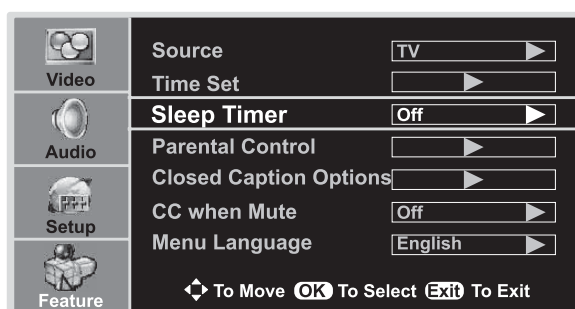 Video
Audio
Setup
Feature
Source TV
Time Set
Sleep Timer Off
Parental Control
Closed Caption Options
CC when Mute Off
Menu Language English
To Move OK To Select Exit To Exit